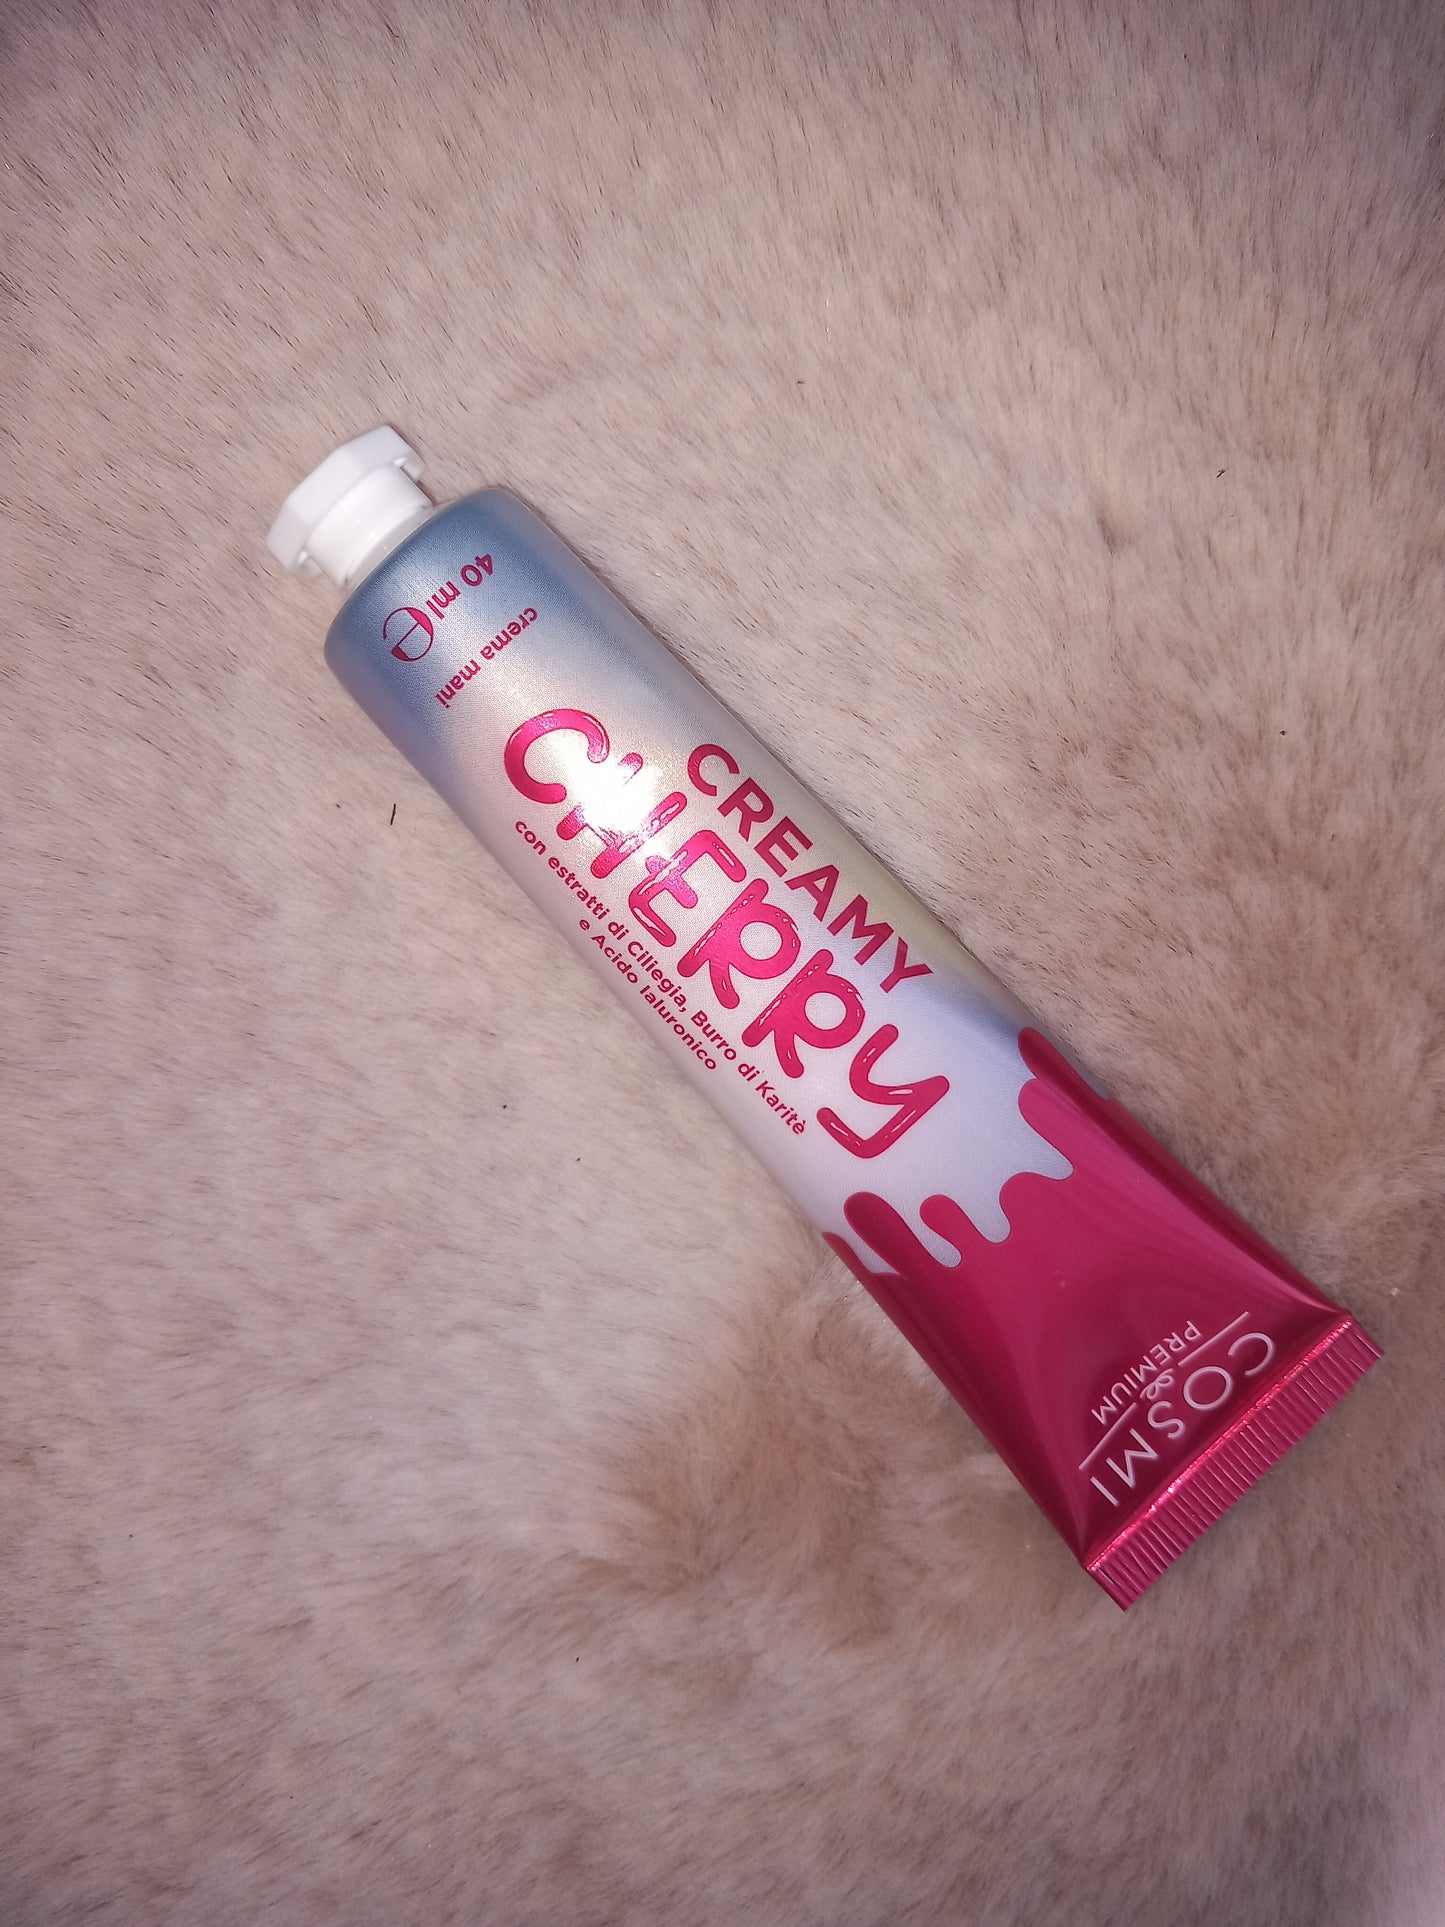 COSMI
PREMIUM
CREAMY
CHERRY
con estratti di Ciliegia, Burro di Karitè
e Acido Ialuronico
crema mani
40 ml e